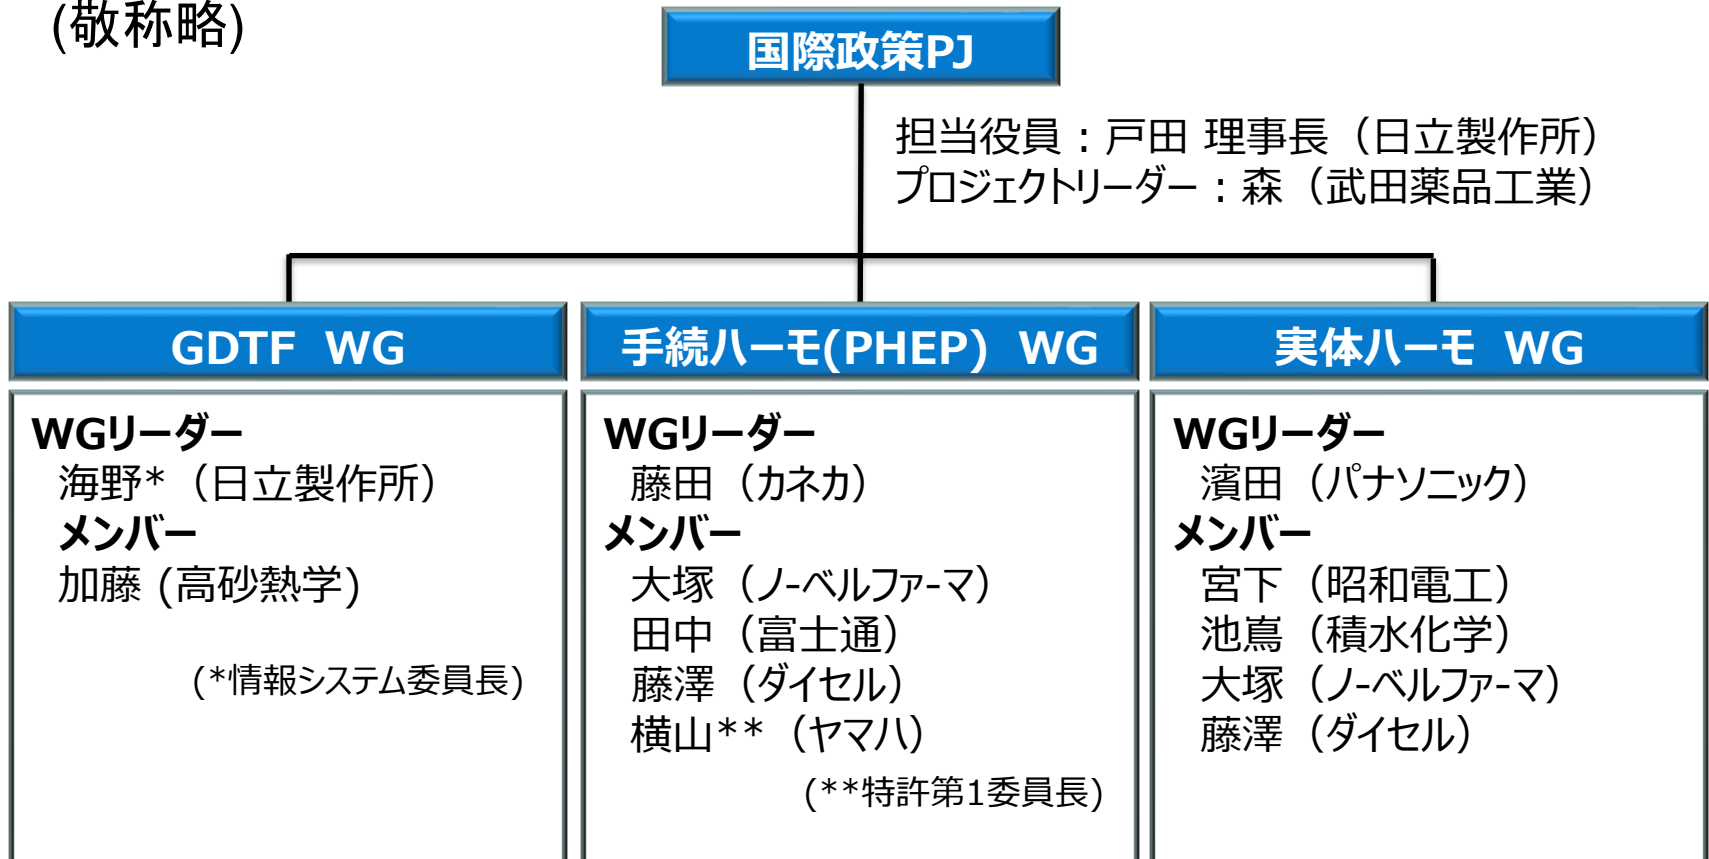 (敬称略)
国際政策PJ
担当役員：戸田 理事長（日立製作所）
プロジェクトリーダー：森（武田薬品工業）
GDTF WG
WGリーダー
海野*（日立製作所）
メンバー
加藤 (高砂熱学)
(*情報システム委員長)
手続ハーモ(PHEP) WG
WGリーダー
藤田（カネカ）
メンバー
大塚（ノ-ベルファ-マ）
田中（富士通）
藤澤（ダイセル）
横山**（ヤマハ）
(**特許第1委員長)
実体ハーモ WG
WGリーダー
濱田（パナソニック）
メンバー
宮下（昭和電工）
池嶌（積水化学）
大塚（ノ-ベルファ-マ）
藤澤（ダイセル）